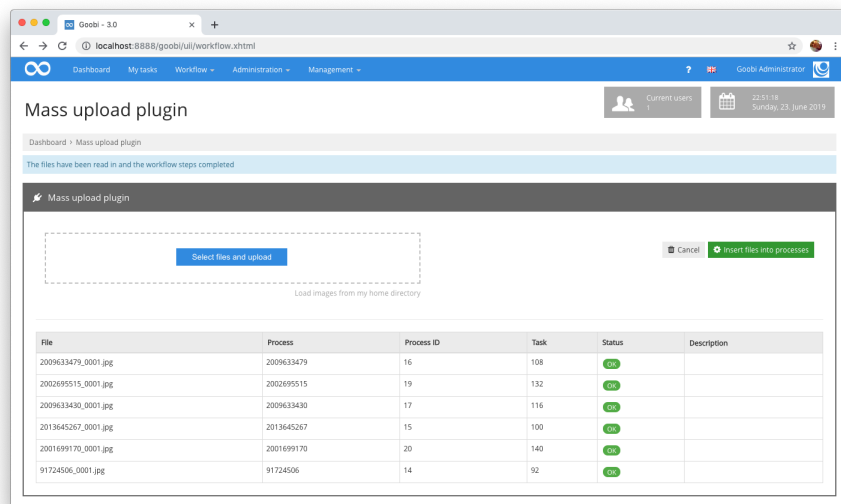 Goobi - 3.0
localhost:8888/goobi/uii/workflow.xhtml
Dashboard My tasks Workflow Administration Management ? Goobi Administrator
Mass upload plugin
Current users
1
22:51:18
Sunday, 23. June 2019
Dashboard › Mass upload plugin
The files have been read in and the workflow steps completed
Mass upload plugin
Select files and upload
Cancel Insert files into processes
Load images from my home directory
File Process Process ID Task Status Description
2009633479_0001.jpg 2009633479 16 108 OK
2002695515_0001.jpg 2002695515 19 132 OK
2009633430_0001.jpg 2009633430 17 116 OK
2013645267_0001.jpg 2013645267 15 100 OK
2001699170_0001.jpg 2001699170 20 140 OK
91724506_0001.jpg 91724506 14 92 OK